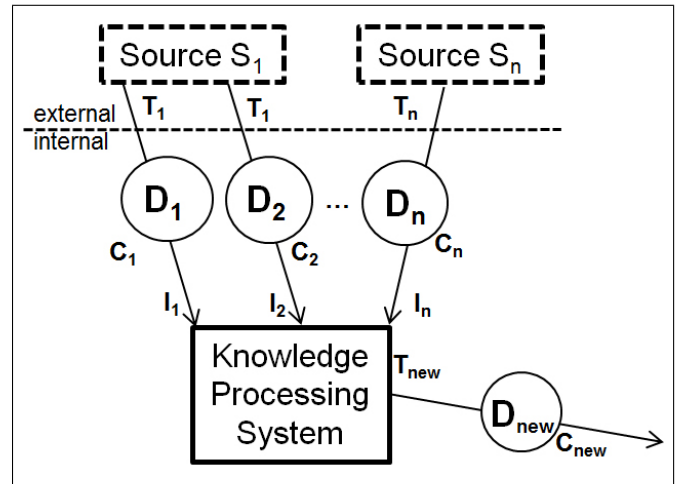 Source S1 Source Sn
T1 T1 Tn
external
internal
D1 D2 ... Dn
C1 C2 Cn
I1 I2 In
Knowledge
Processing
System
Tnew
Dnew
Cnew